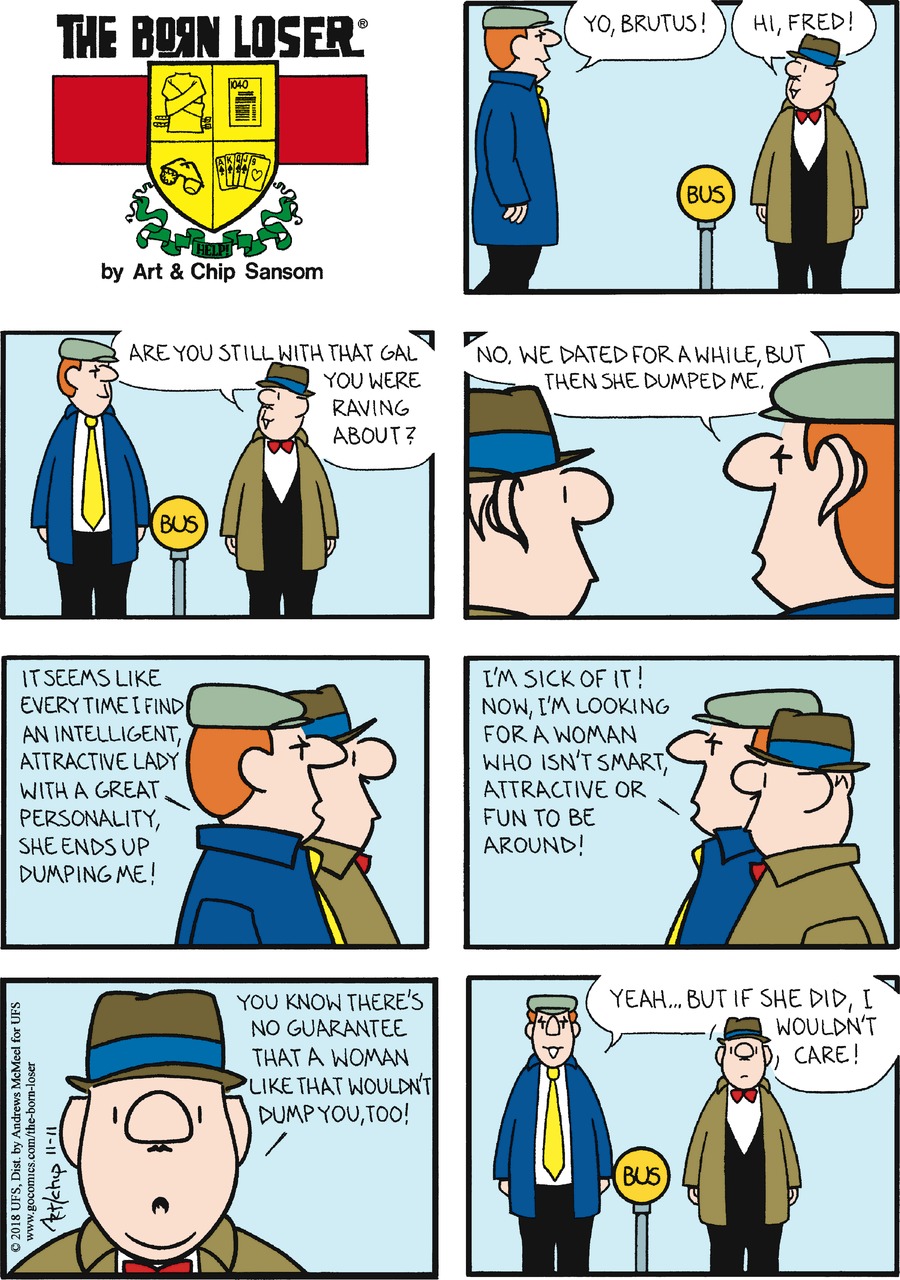 THE BORN LOSER®
1040
A K Q J 9
HELP!
by Art & Chip Sansom
YO, BRUTUS!
HI, FRED!
BUS
ARE YOU STILL WITH THAT GAL
YOU WERE
RAVING
ABOUT?
BUS
NO, WE DATED FOR A WHILE, BUT
THEN SHE DUMPED ME.
IT SEEMS LIKE
EVERY TIME I FIND
AN INTELLIGENT,
ATTRACTIVE LADY
WITH A GREAT
PERSONALITY,
SHE ENDS UP
DUMPING ME!
I'M SICK OF IT!
NOW, I'M LOOKING
FOR A WOMAN
WHO ISN'T SMART,
ATTRACTIVE OR
FUN TO BE
AROUND!
YOU KNOW THERE'S
NO GUARANTEE
THAT A WOMAN
LIKE THAT WOULDN'T
DUMP YOU, TOO!
© 2018 UFS, Dist. by Andrews McMeel for UFS
www.gocomics.com/the-born-loser
Art/chip 11-11
YEAH... BUT IF SHE DID, I
WOULDN'T
CARE!
BUS